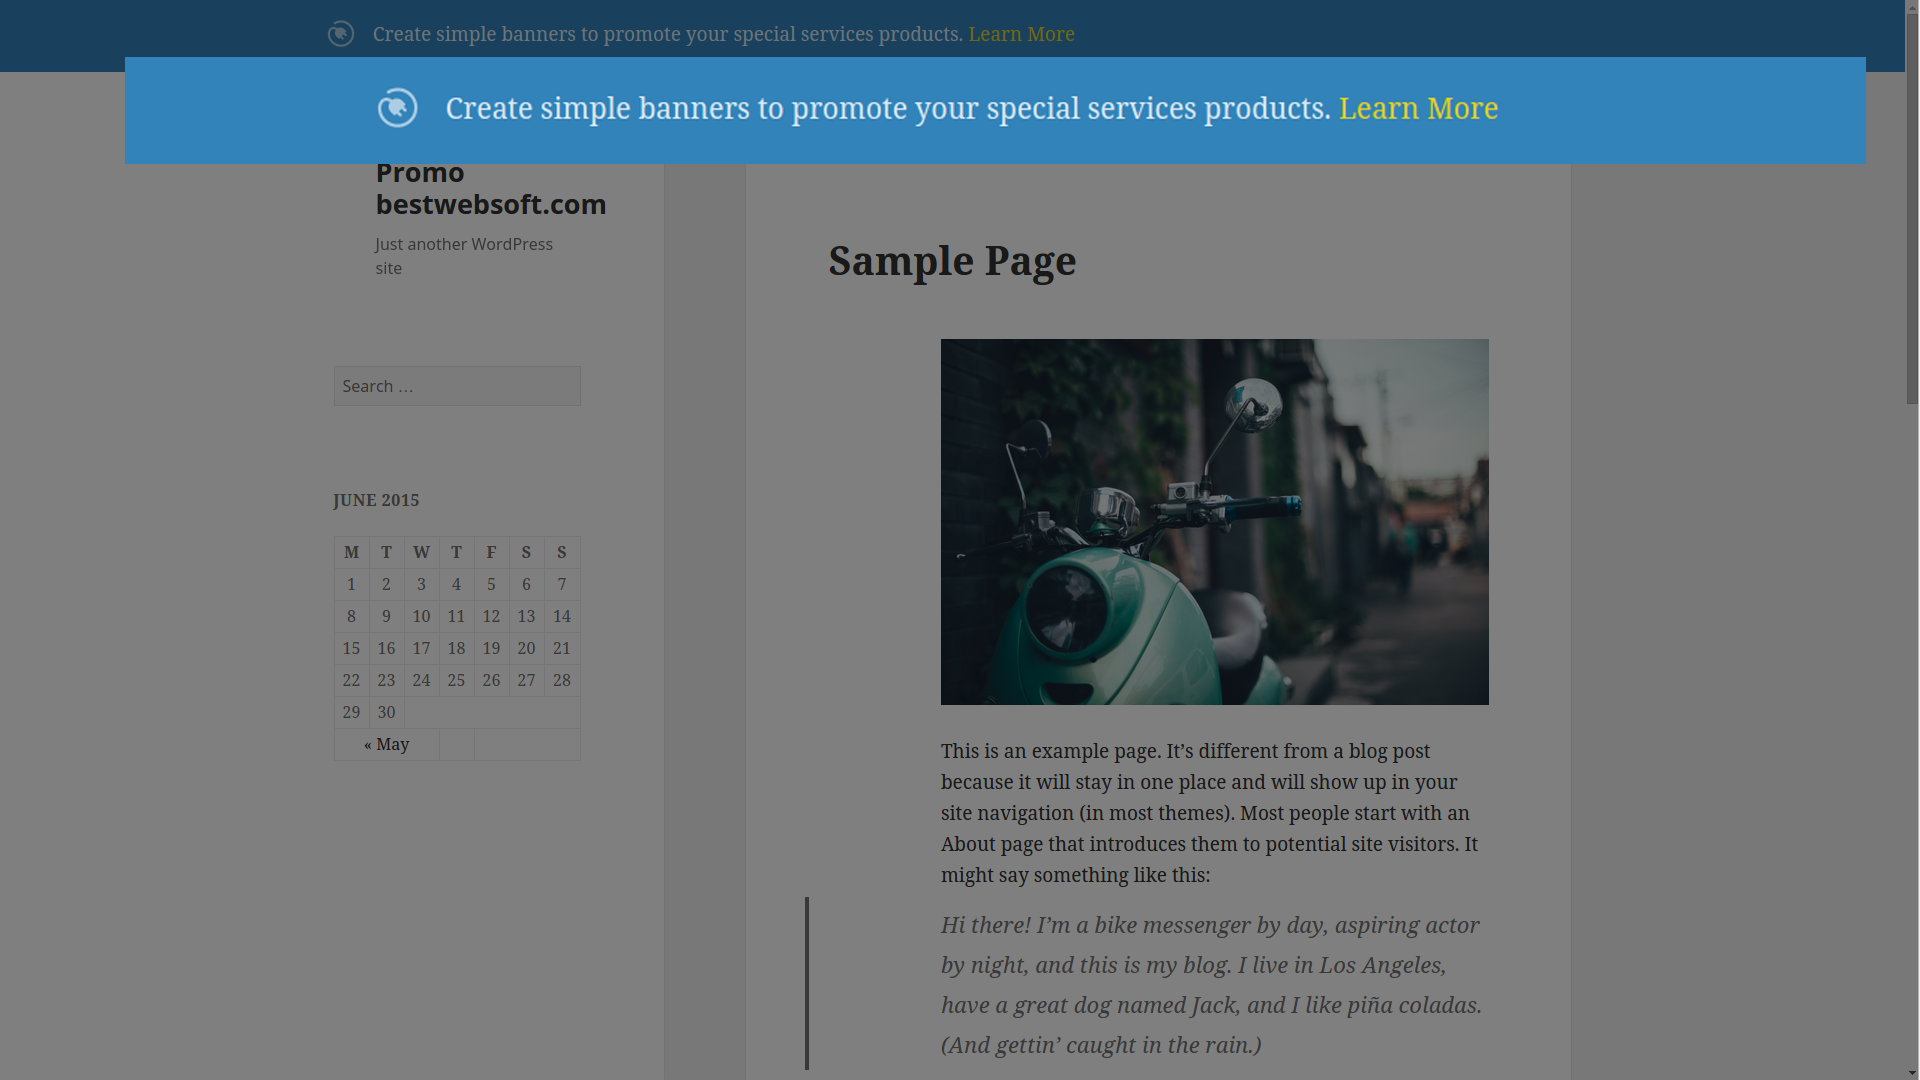 Create simple banners to promote your special services products. Learn More
Create simple banners to promote your special services products. Learn More
Promo
bestwebsoft.com
Just another WordPress
site
Search …
JUNE 2015
M T W T F S S
1 2 3 4 5 6 7
8 9 10 11 12 13 14
15 16 17 18 19 20 21
22 23 24 25 26 27 28
29 30
« May
Sample Page
This is an example page. It’s different from a blog post
because it will stay in one place and will show up in your
site navigation (in most themes). Most people start with an
About page that introduces them to potential site visitors. It
might say something like this:
Hi there! I’m a bike messenger by day, aspiring actor
by night, and this is my blog. I live in Los Angeles,
have a great dog named Jack, and I like piña coladas.
(And gettin’ caught in the rain.)